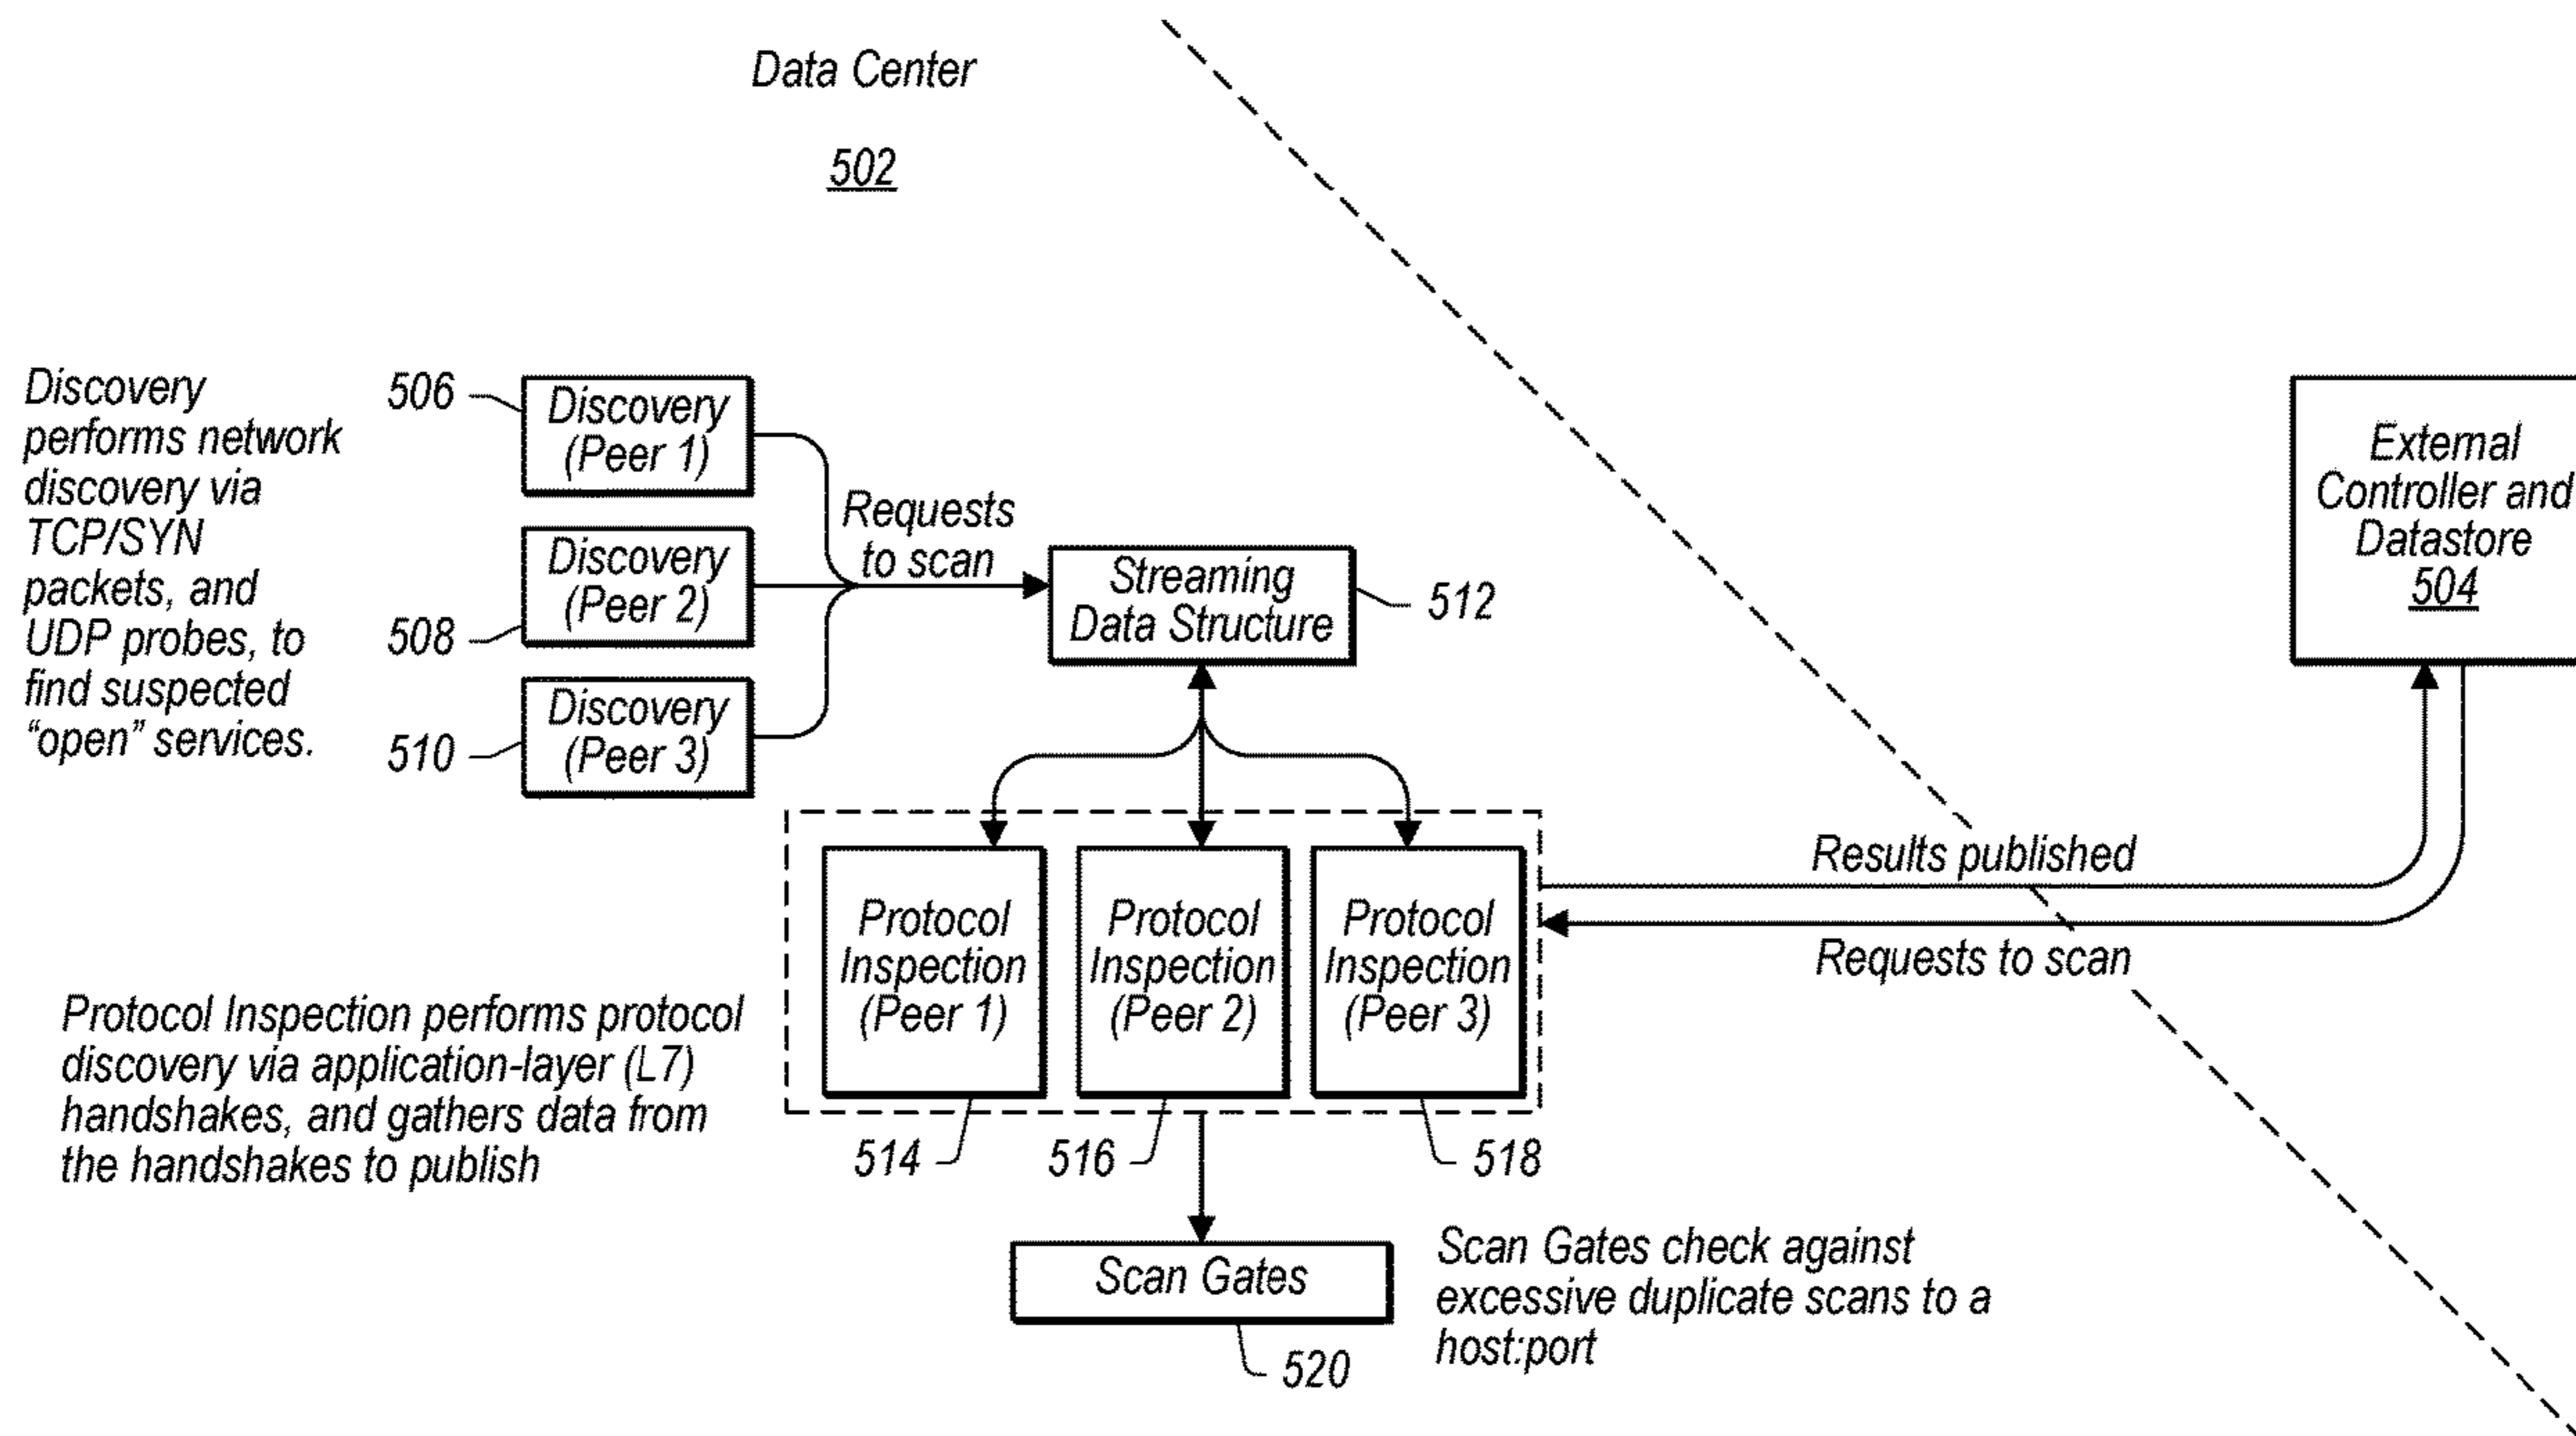 Data Center
502
Discovery
performs network
discovery via
TCP/SYN
packets, and
UDP probes, to
find suspected
“open” services.
506
Discovery
(Peer 1)
508
Discovery
(Peer 2)
510
Discovery
(Peer 3)
Requests
to scan
Streaming
Data Structure
512
External
Controller and
Datastore
504
Results published
Requests to scan
Protocol
Inspection
(Peer 1)
Protocol
Inspection
(Peer 2)
Protocol
Inspection
(Peer 3)
514
516
518
Protocol Inspection performs protocol
discovery via application-layer (L7)
handshakes, and gathers data from
the handshakes to publish
Scan Gates
520
Scan Gates check against
excessive duplicate scans to a
host:port